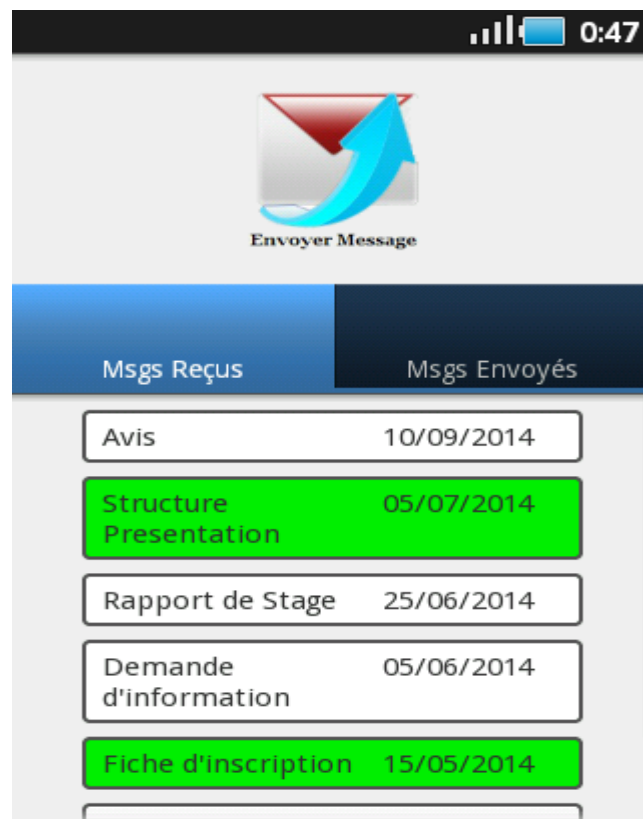 0:47
Envoyer Message
Msgs Reçus Msgs Envoyés
Avis 10/09/2014
Structure 05/07/2014
Presentation
Rapport de Stage 25/06/2014
Demande 05/06/2014
d'information
Fiche d'inscription 15/05/2014